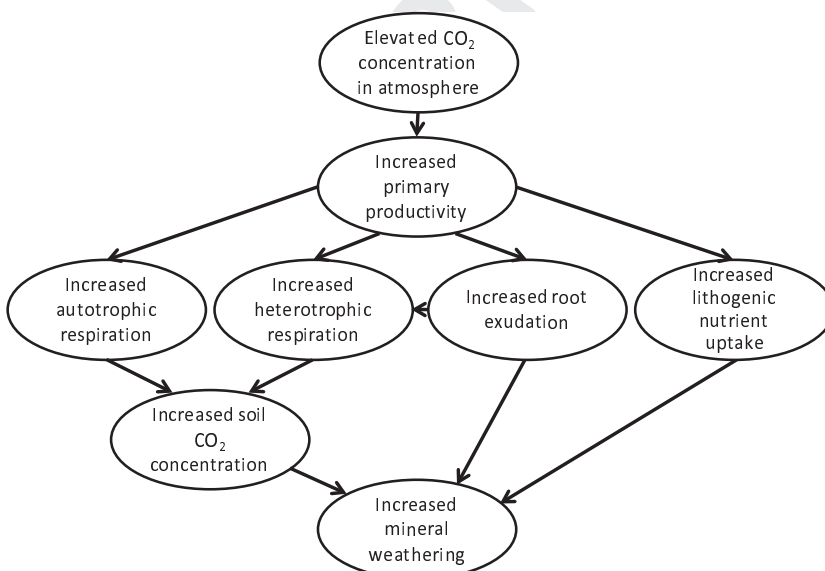 Elevated CO₂
concentration
in atmosphere
Increased
primary
productivity
Increased
autotrophic
respiration
Increased
heterotrophic
respiration
Increased root
exudation
Increased
lithogenic
nutrient
uptake
Increased soil
CO₂
concentration
Increased
mineral
weathering